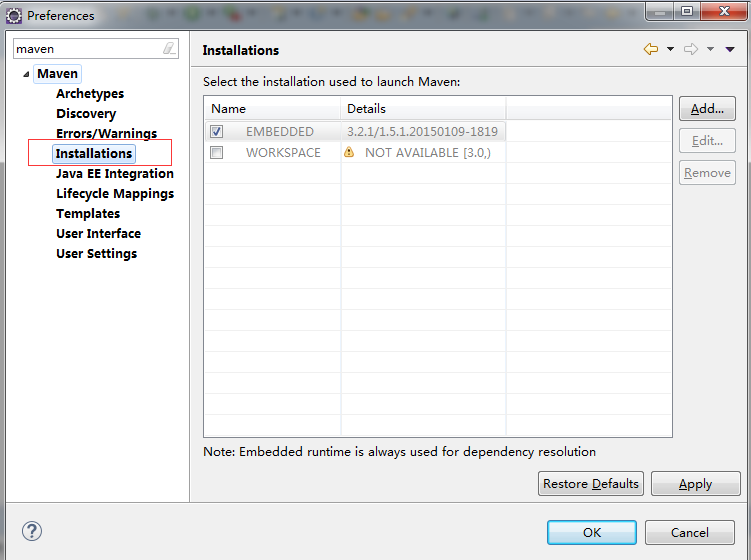 Preferences
maven
Maven
Archetypes
Discovery
Errors/Warnings
Installations
Java EE Integration
Lifecycle Mappings
Templates
User Interface
User Settings
Installations
Select the installation used to launch Maven:
Name Details
EMBEDDED 3.2.1/1.5.1.20150109-1819
WORKSPACE NOT AVAILABLE [3.0,)
Add...
Edit...
Remove
Note: Embedded runtime is always used for dependency resolution
Restore Defaults Apply
? OK Cancel